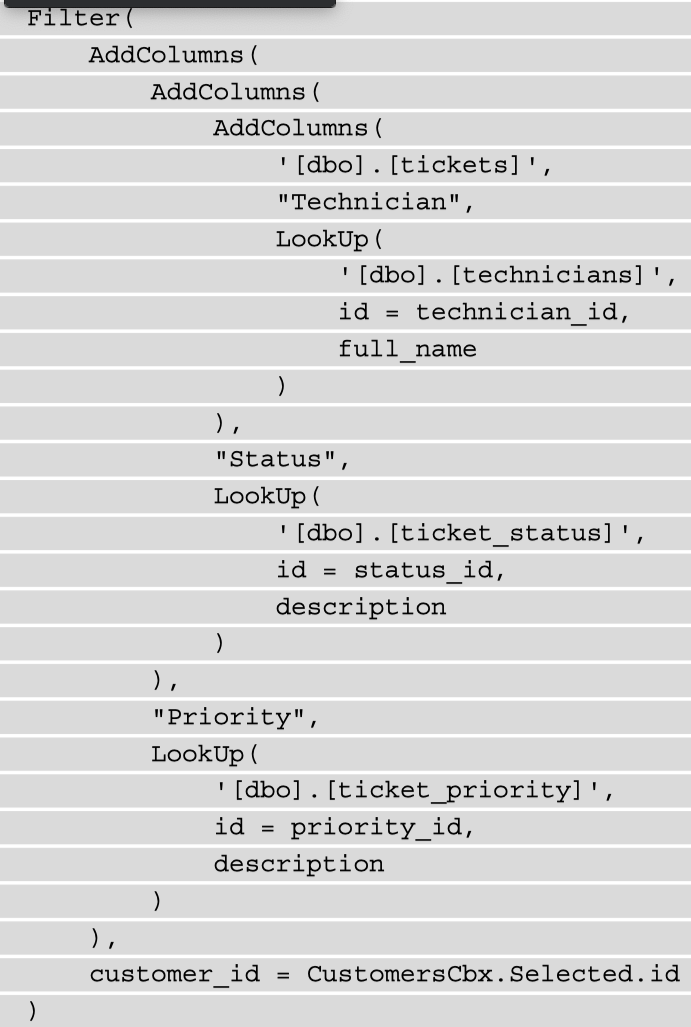 Filter(
    AddColumns(
        AddColumns(
            AddColumns(
                '[dbo].[tickets]',
                "Technician",
                LookUp(
                    '[dbo].[technicians]',
                    id = technician_id,
                    full_name
                )
            ),
            "Status",
            LookUp(
                '[dbo].[ticket_status]',
                id = status_id,
                description
            )
        ),
        "Priority",
        LookUp(
            '[dbo].[ticket_priority]',
            id = priority_id,
            description
        )
    ),
    customer_id = CustomersCbx.Selected.id
)